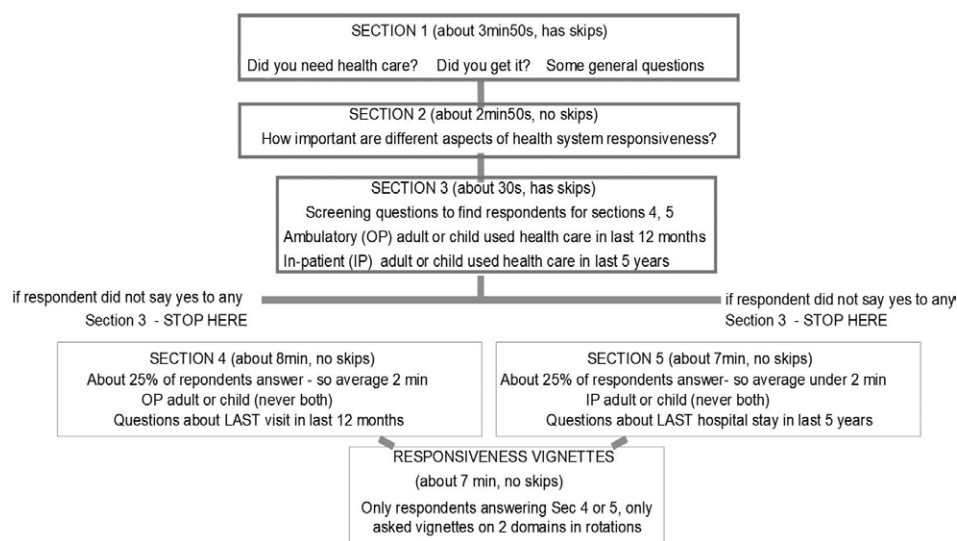 SECTION 1 (about 3min50s, has skips)
Did you need health care? Did you get it? Some general questions
SECTION 2 (about 2min50s, no skips)
How important are different aspects of health system responsiveness?
SECTION 3 (about 30s, has skips)
Screening questions to find respondents for sections 4, 5
Ambulatory (OP) adult or child used health care in last 12 months
In-patient (IP) adult or child used health care in last 5 years
if respondent did not say yes to any
Section 3 - STOP HERE
if respondent did not say yes to any
Section 3 - STOP HERE
SECTION 4 (about 8min, no skips)
About 25% of repondents answer - so average 2 min
OP adult or child (never both)
Questions about LAST visit in last 12 months
SECTION 5 (about 7min, no skips)
About 25% of respondents answer- so average under 2 min
IP adult or child (never both)
Questions about LAST hospital stay in last 5 years
RESPONSIVENESS VIGNETTES
(about 7 min, no skips)
Only respondents answering Sec 4 or 5, only
asked vignettes on 2 domains in rotations